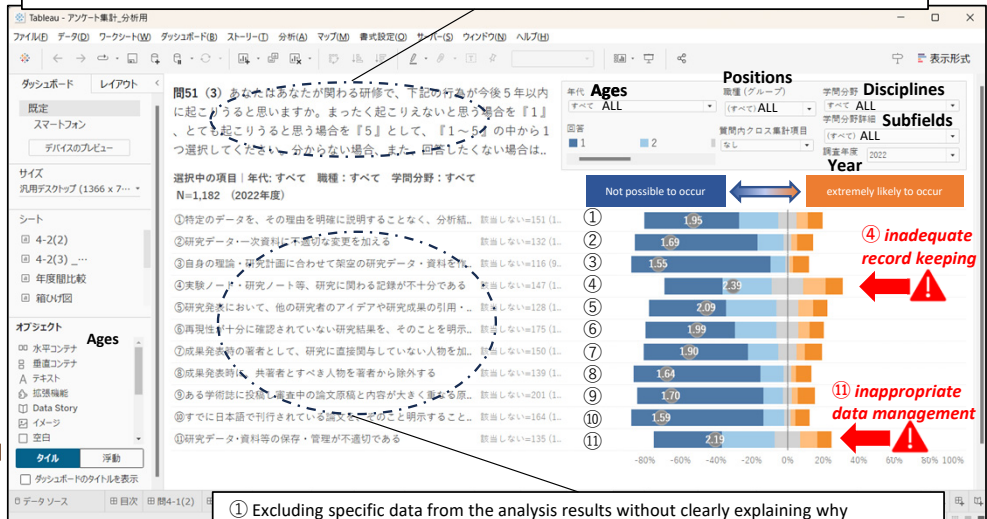 Tableau - アンケート集計_分析用
ファイル(F) データ(D) ワークシート(W) ダッシュボード(B) ストーリー(T) 分析(A) マップ(M) 書式設定(O) サーバー(S) ウィンドウ(N) ヘルプ(H)
表示形式
ダッシュボード レイアウト
既定
スマートフォン
デバイスのプレビュー
サイズ
汎用デスクトップ (1366 x 7…
シート
4-2(2)
4-2(3) _…
年度間比較
箱ひげ図
オブジェクト
Ages
水平コンテナ
垂直コンテナ
テキスト
拡張機能
Data Story
イメージ
空白
タイル 浮動
ダッシュボードのタイトルを表示
問51（3）あなたはあなたが関わる研修で、下記の行為が今後5年以内
に起こりうると思いますか。まったく起こりえないと思う場合を『1』
、とても起こりうると思う場合を『5』として、『1～5』の中から1
つ選択してください。分からない場合、また、回答したくない場合は..
選択中の項目｜年代: すべて 職種：すべて 学問分野：すべて
N=1,182 （2022年度）
年代 Ages
すべて ALL
Positions
職種 (グループ)
(すべて) ALL
学問分野 Disciplines
すべて ALL
学問分野詳細 Subfields
(すべて) ALL
回答
1 2
質問内クロス集計項目
なし
調査年度 2022
Year
Not possible to occur
extremely likely to occur
①特定のデータを、その理由を明確に説明することなく、分析結.. 該当しない=151 (1.. ① 1.95
②研究データ・一次資料に不適切な変更を加える 該当しない=132 (1.. ② 1.69
③自身の理論・研究計画に合わせて架空の研究データ・資料を作.. 該当しない=116 (9.. ③ 1.55
④実験ノート・研究ノート等、研究に関わる記録が不十分である 該当しない=147 (1.. ④ 2.39
⑤研究発表において、他の研究者のアイデアや研究成果の引用・.. 該当しない=128 (1.. ⑤ 2.09
⑥再現性が十分に確認されていない研究結果を、そのことを明示.. 該当しない=175 (1.. ⑥ 1.99
⑦成果発表時の著者として、研究に直接関与していない人物を加.. 該当しない=150 (1.. ⑦ 1.90
⑧成果発表時に、共著者とすべき人物を著者から除外する 該当しない=139 (1.. ⑧ 1.64
⑨ある学術誌に投稿し審査中の論文原稿と内容が大きく重なる原.. 該当しない=201 (1.. ⑨ 1.70
⑩すでに日本語で刊行されている論文を、そのこと明示すること.. 該当しない=164 (1.. ⑩ 1.59
⑪研究データ・資料等の保存・管理が不適切である 該当しない=135 (1.. ⑪ 2.19
④ inadequate
record keeping
⑪ inappropriate
data management
-80% -60% -40% -20% 0% 20% 40% 60% 80% 100%
データ ソース 目次 問4-1(2)
① Excluding specific data from the analysis results without clearly explaining why